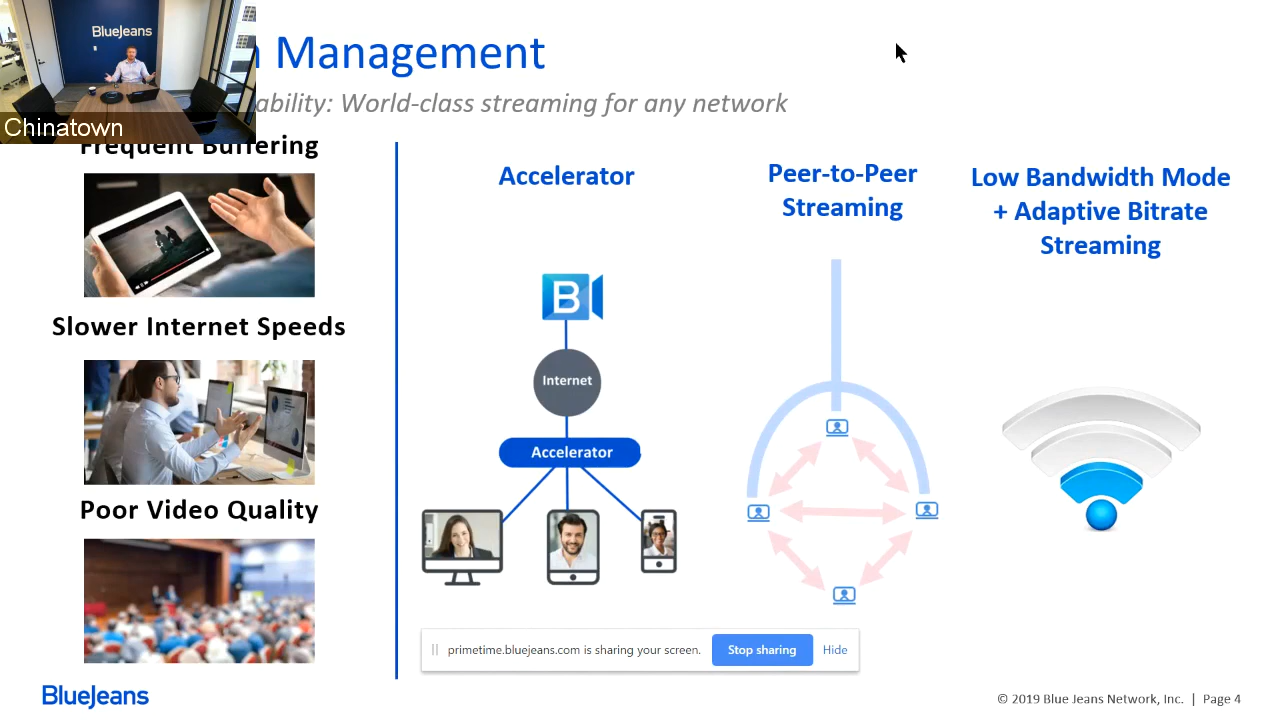 BlueJeans
Chinatown
Management
ability: World-class streaming for any network
Frequent Buffering
Slower Internet Speeds
Poor Video Quality
Accelerator
B
Internet
Accelerator
Peer-to-Peer
Streaming
Low Bandwidth Mode
+ Adaptive Bitrate
Streaming
primetime.bluejeans.com is sharing your screen.
Stop sharing
Hide
BlueJeans
© 2019 Blue Jeans Network, Inc. | Page 4